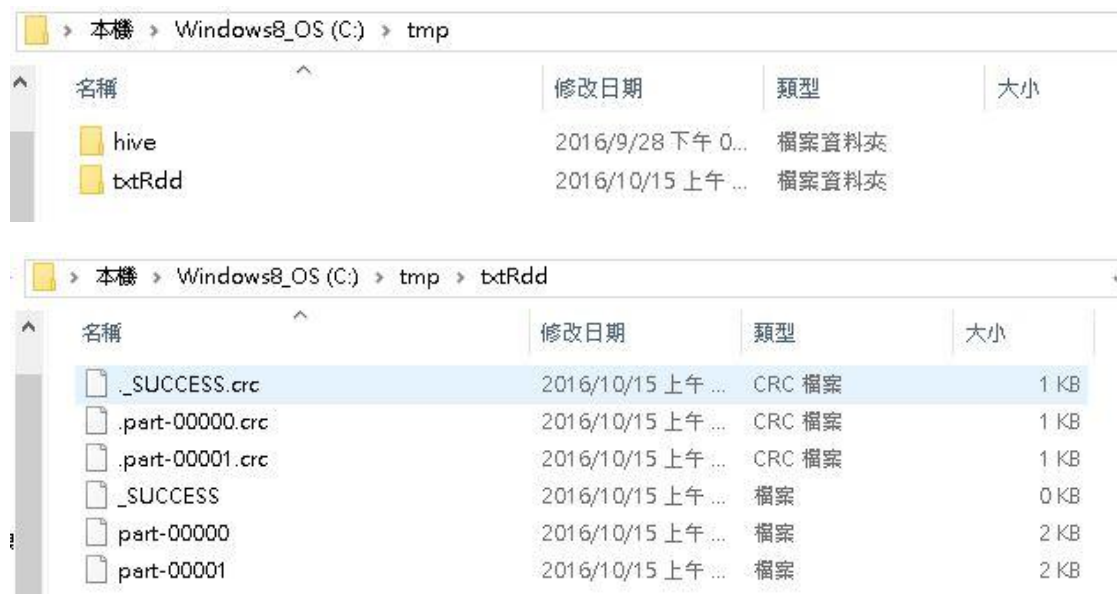 本機 > Windows8_OS (C:) > tmp
名稱 修改日期 類型 大小
hive 2016/9/28 下午 0... 檔案資料夾
txtRdd 2016/10/15 上午 ... 檔案資料夾
本機 > Windows8_OS (C:) > tmp > txtRdd
名稱 修改日期 類型 大小
._SUCCESS.crc 2016/10/15 上午 ... CRC 檔案 1 KB
.part-00000.crc 2016/10/15 上午 ... CRC 檔案 1 KB
.part-00001.crc 2016/10/15 上午 ... CRC 檔案 1 KB
_SUCCESS 2016/10/15 上午 ... 檔案 0 KB
part-00000 2016/10/15 上午 ... 檔案 2 KB
part-00001 2016/10/15 上午 ... 檔案 2 KB